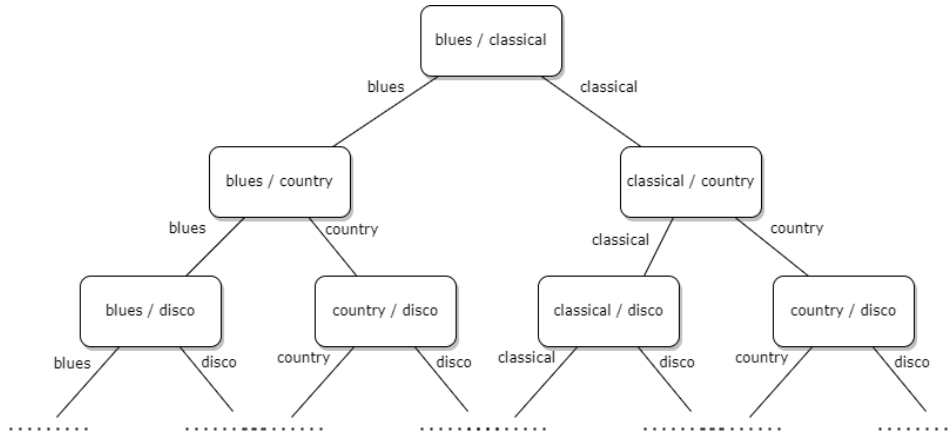 blues / classical
blues
classical
blues / country
classical / country
blues
country
classical
country
blues / disco
country / disco
classical / disco
country / disco
blues
disco
country
disco
classical
disco
country
disco